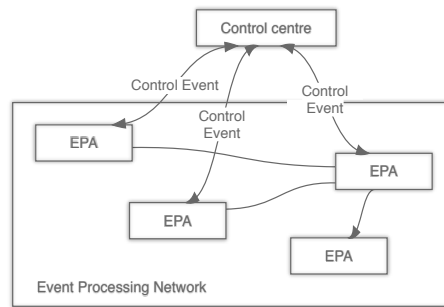 Control centre
Control Event
Control
Event
Control
Event
EPA
EPA
EPA
EPA
Event Processing Network